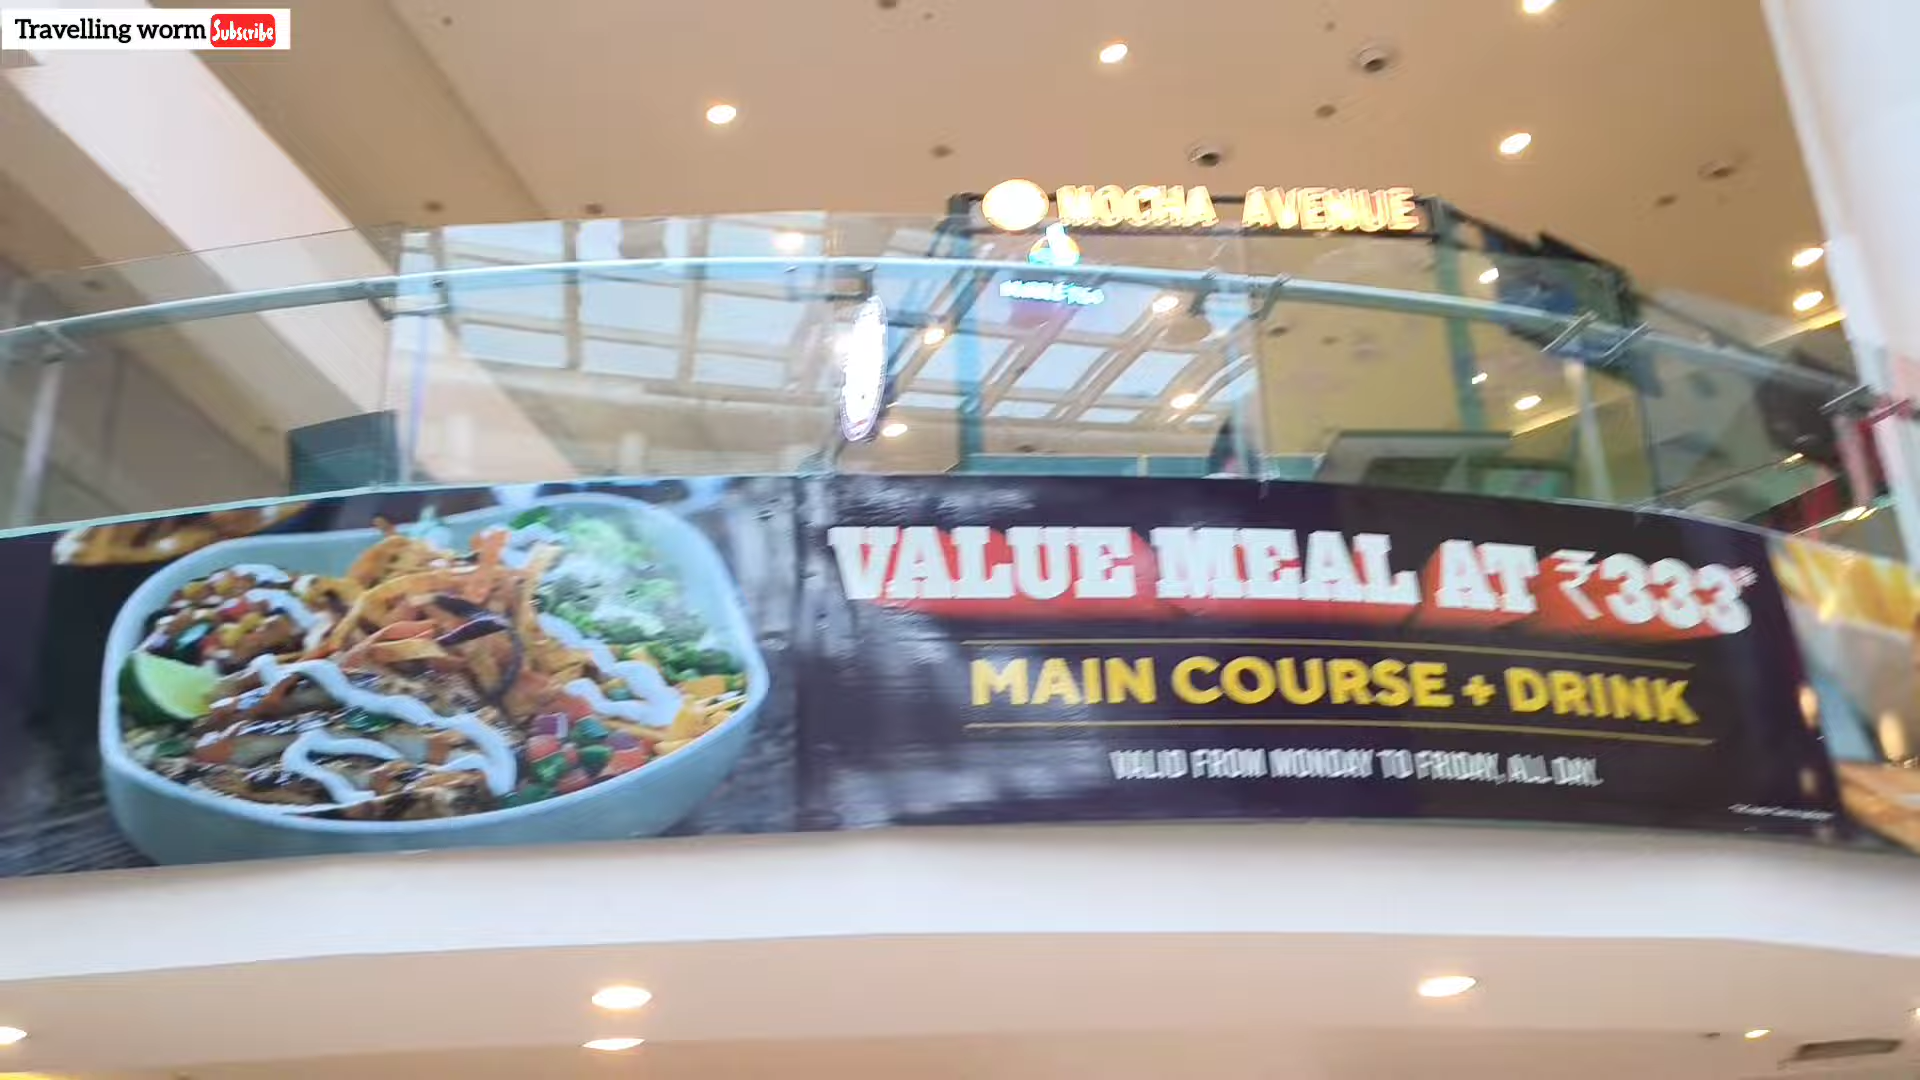 Travelling worm Subscribe
MOCHA AVENUE
VALUE MEAL AT ₹333*
MAIN COURSE + DRINK
VALID FROM MONDAY TO FRIDAY, ALL DAY.